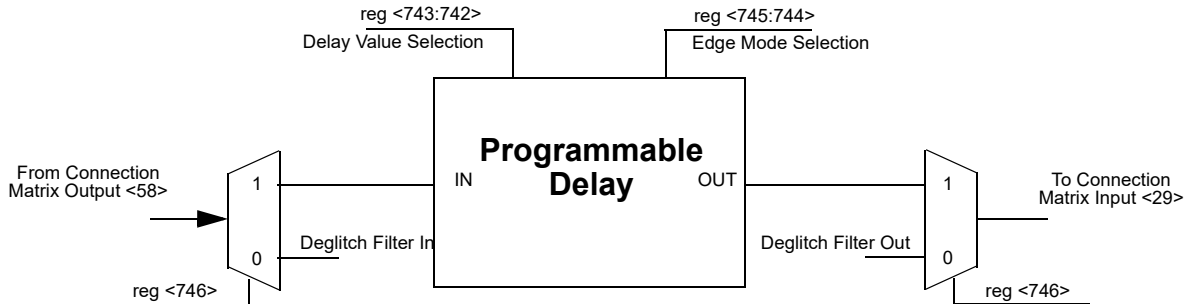 reg <743:742>
Delay Value Selection
reg <745:744>
Edge Mode Selection
Programmable
Delay
IN
OUT
From Connection
Matrix Output <58>
1
0
Deglitch Filter In
reg <746>
Deglitch Filter Out
1
0
To Connection
Matrix Input <29>
reg <746>